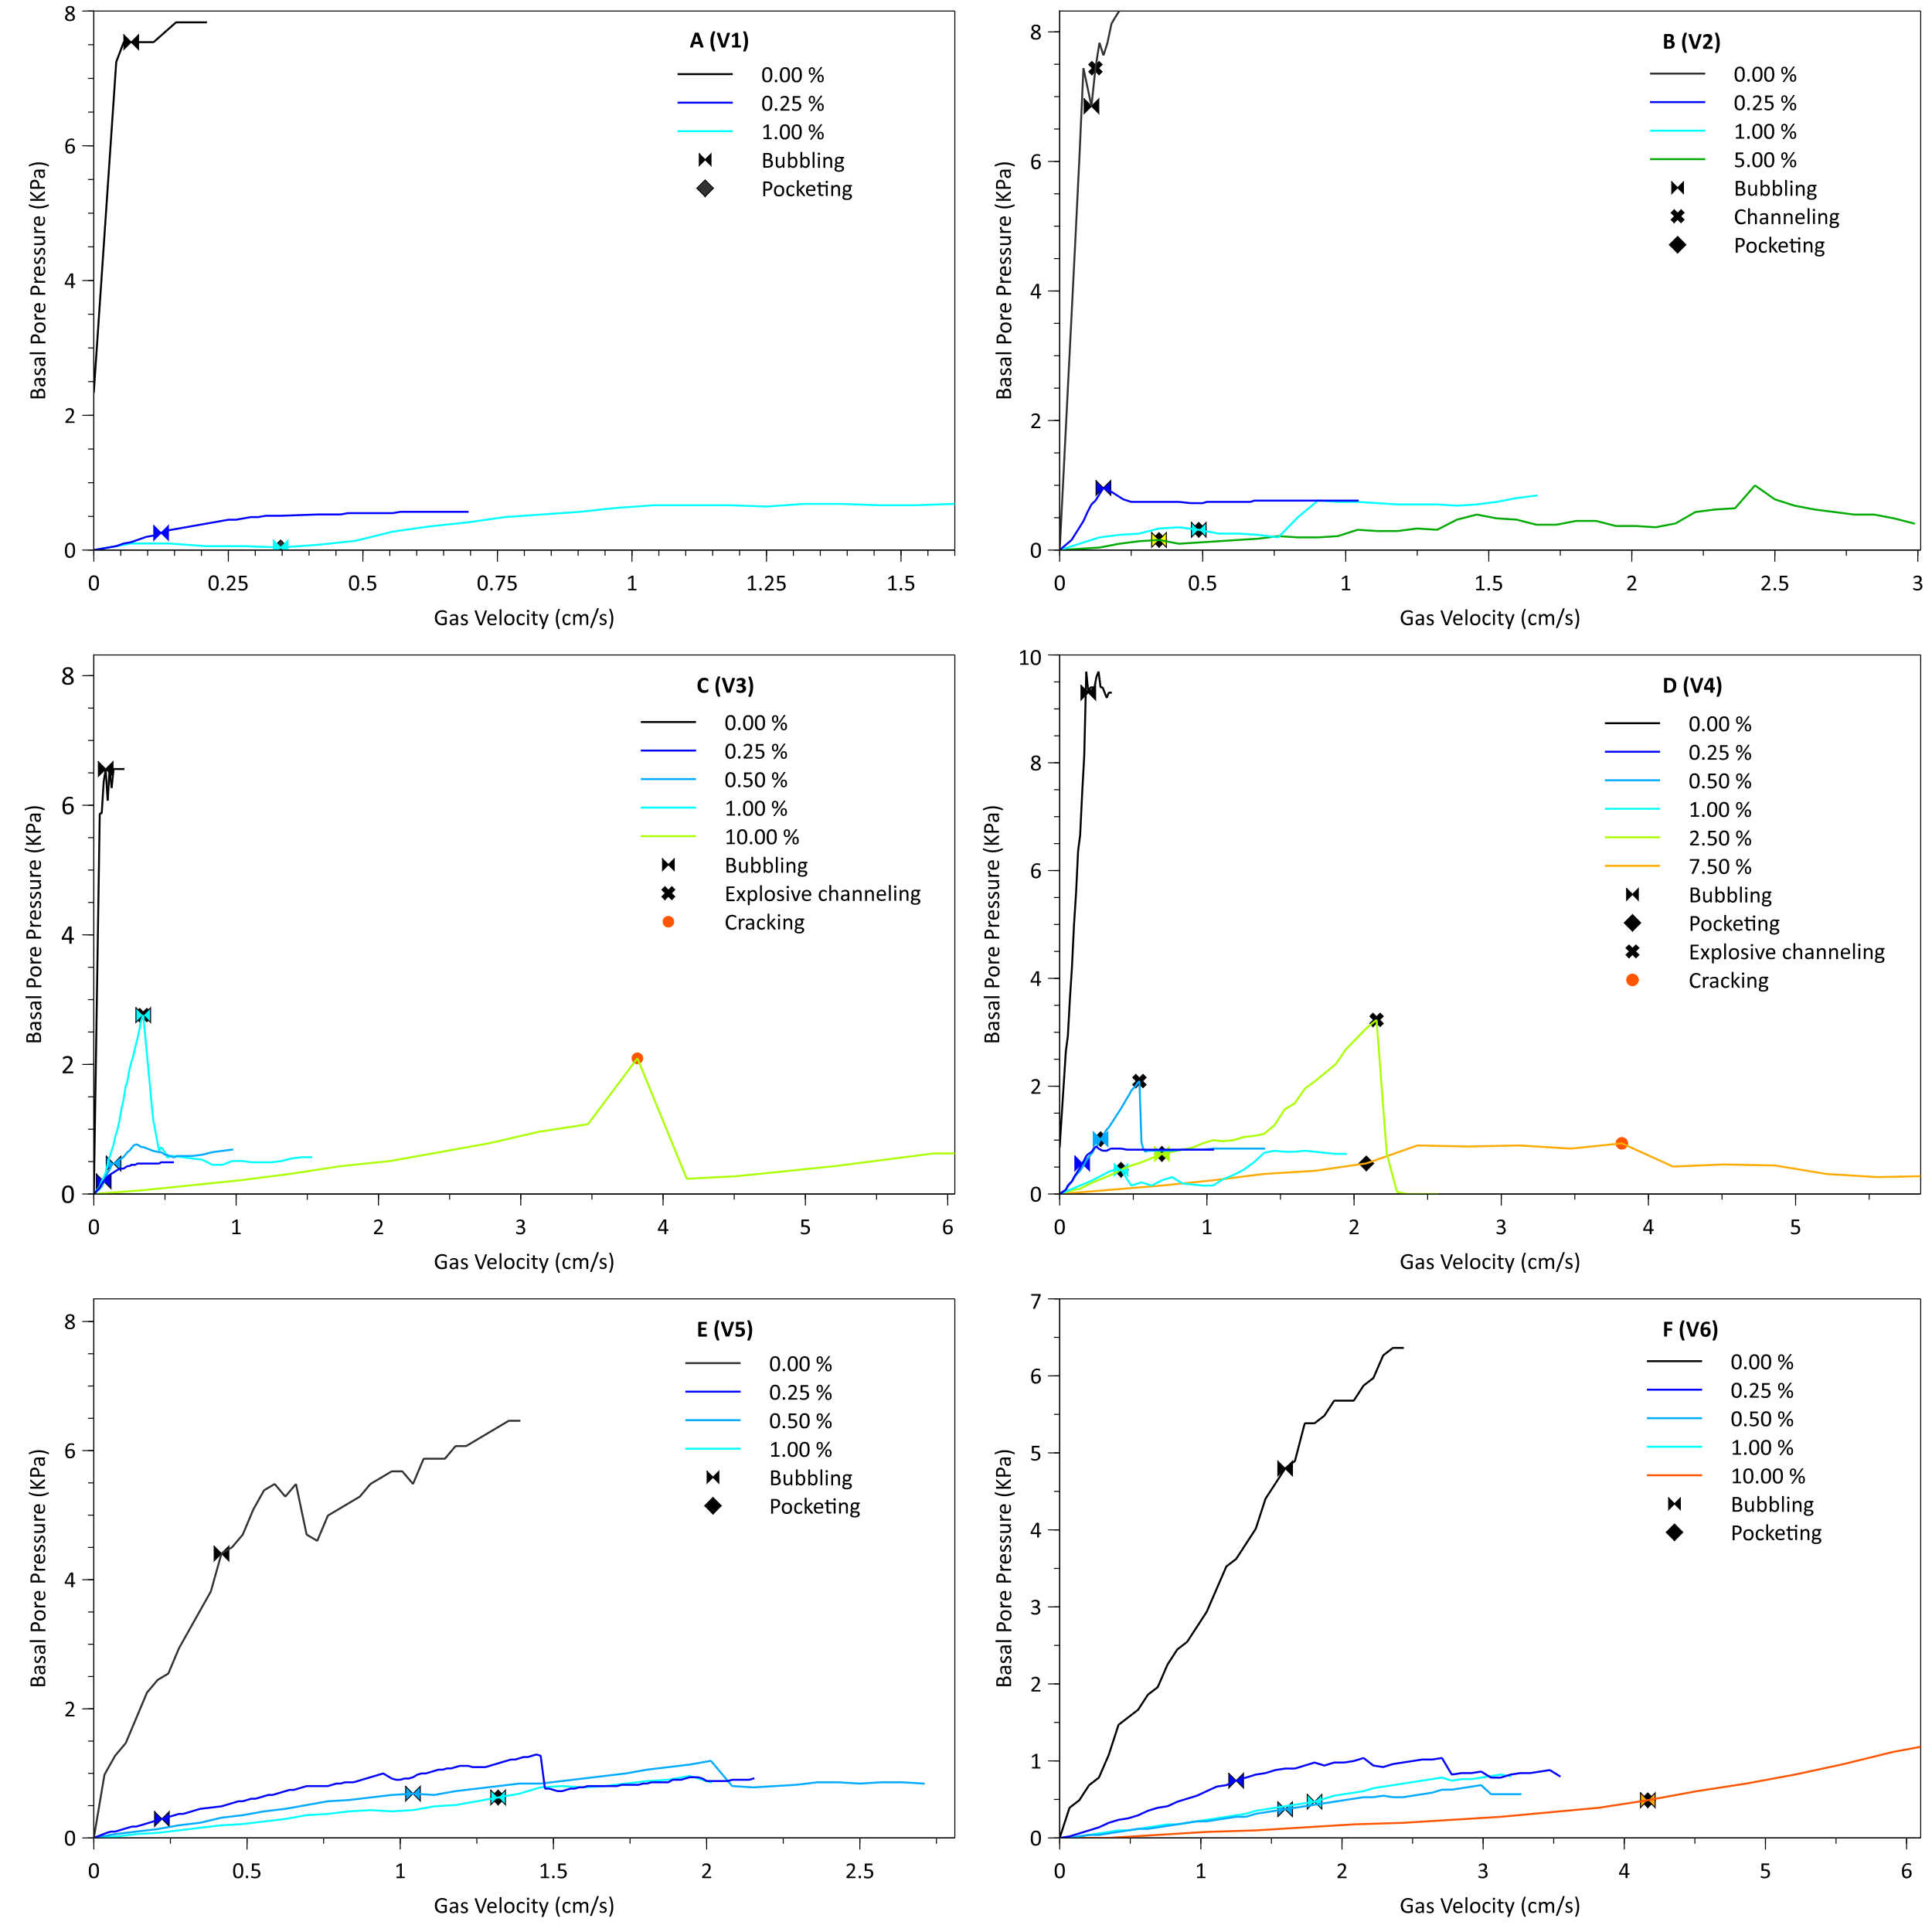 A (V1)
0.00 %
0.25 %
1.00 %
Bubbling
Pocketing
Basal Pore Pressure (KPa)
8
6
4
2
0
0 0.25 0.5 0.75 1 1.25 1.5
Gas Velocity (cm/s)
B (V2)
0.00 %
0.25 %
1.00 %
5.00 %
Bubbling
Channeling
Pocketing
Basal Pore Pressure (KPa)
8
6
4
2
0
0 0.5 1 1.5 2 2.5 3
Gas Velocity (cm/s)
C (V3)
0.00 %
0.25 %
0.50 %
1.00 %
10.00 %
Bubbling
Explosive channeling
Cracking
Basal Pore Pressure (KPa)
8
6
4
2
0
0 1 2 3 4 5 6
Gas Velocity (cm/s)
D (V4)
0.00 %
0.25 %
0.50 %
1.00 %
2.50 %
7.50 %
Bubbling
Pocketing
Explosive channeling
Cracking
Basal Pore Pressure (KPa)
10
8
6
4
2
0
0 1 2 3 4 5
Gas Velocity (cm/s)
E (V5)
0.00 %
0.25 %
0.50 %
1.00 %
Bubbling
Pocketing
Basal Pore Pressure (KPa)
8
6
4
2
0
0 0.5 1 1.5 2 2.5
Gas Velocity (cm/s)
F (V6)
0.00 %
0.25 %
0.50 %
1.00 %
10.00 %
Bubbling
Pocketing
Basal Pore Pressure (KPa)
7
6
5
4
3
2
1
0
0 1 2 3 4 5 6
Gas Velocity (cm/s)